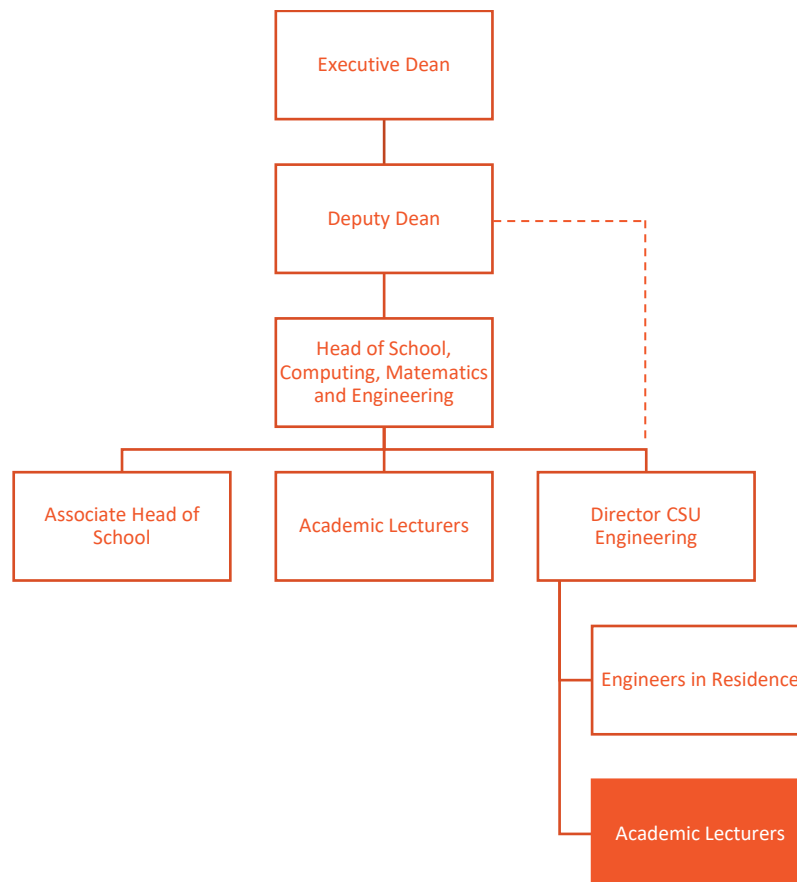 Executive Dean
Deputy Dean
Head of School,
Computing, Matematics
and Engineering
Associate Head of
School
Academic Lecturers
Director CSU
Engineering
Engineers in Residence
Academic Lecturers